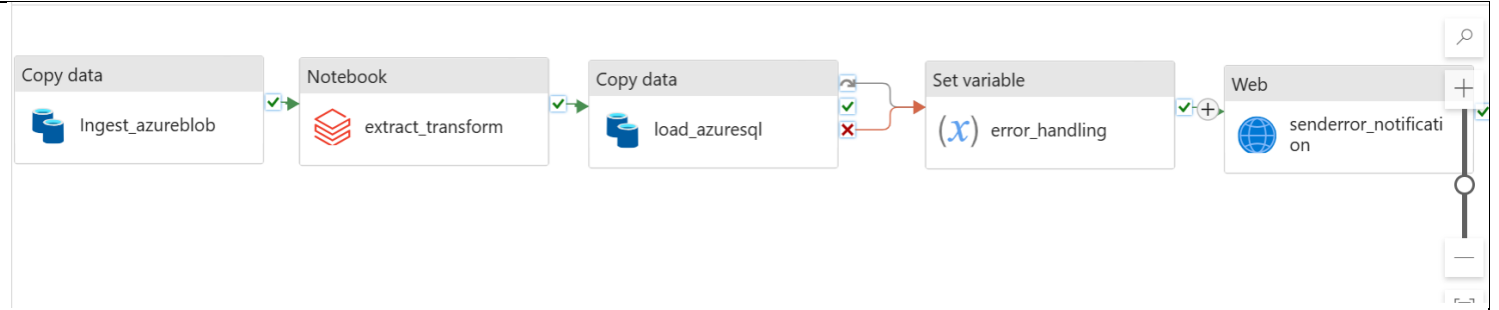 Copy data
Ingest_azureblob
Notebook
extract_transform
Copy data
load_azuresql
Set variable
(x) error_handling
Web
senderror_notificati
on